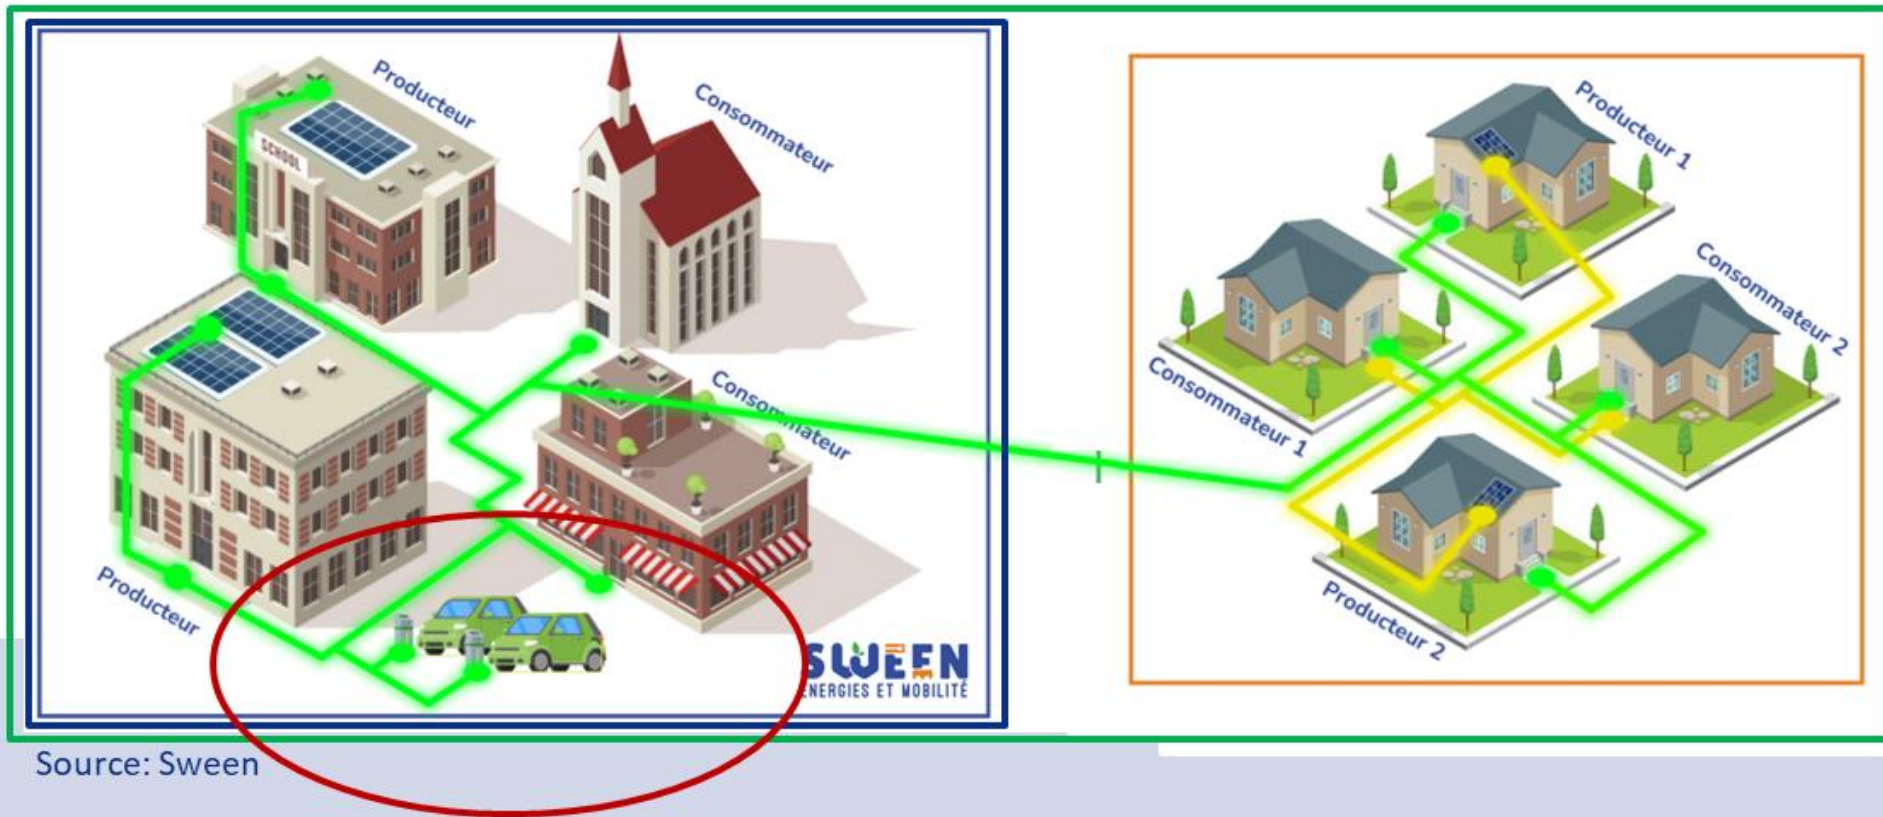 Producteur
SCHOOL
Consommateur
Consommateur
Producteur
SWEEN
ENERGIES ET MOBILITÉ
Producteur 1
Consommateur 2
Consommateur 1
Producteur 2
Source: Sween